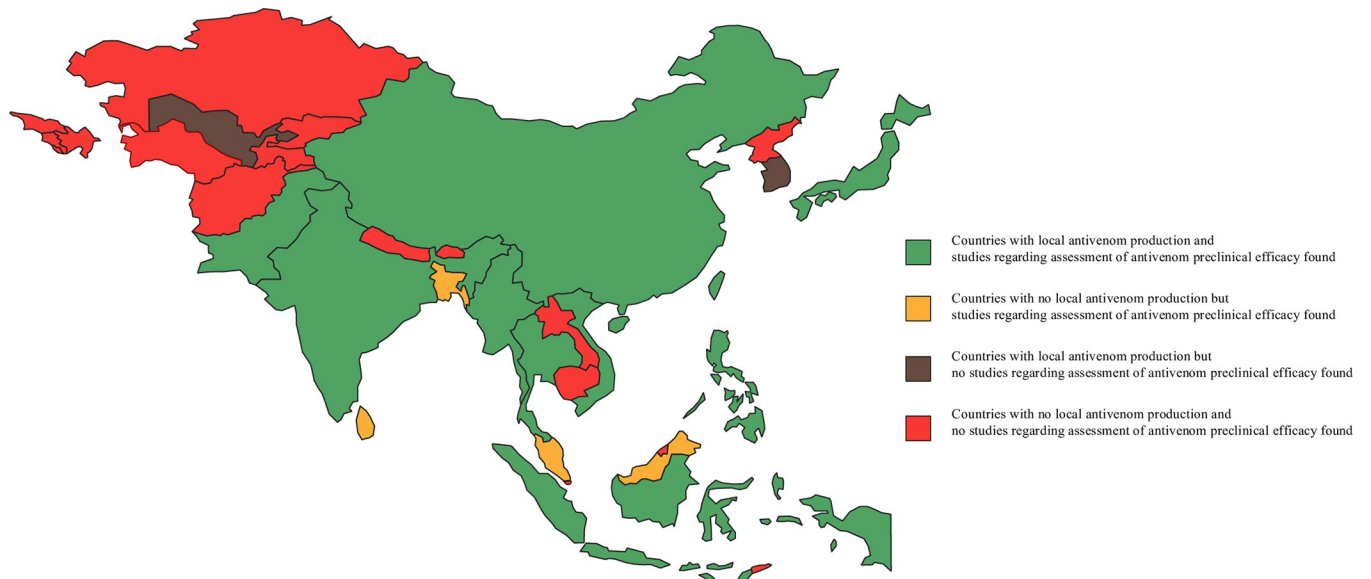 Countries with local antivenom production and
studies regarding assessment of antivenom preclinical efficacy found
Countries with no local antivenom production but
studies regarding assessment of antivenom preclinical efficacy found
Countries with local antivenom production but
no studies regarding assessment of antivenom preclinical efficacy found
Countries with no local antivenom production and
no studies regarding assessment of antivenom preclinical efficacy found